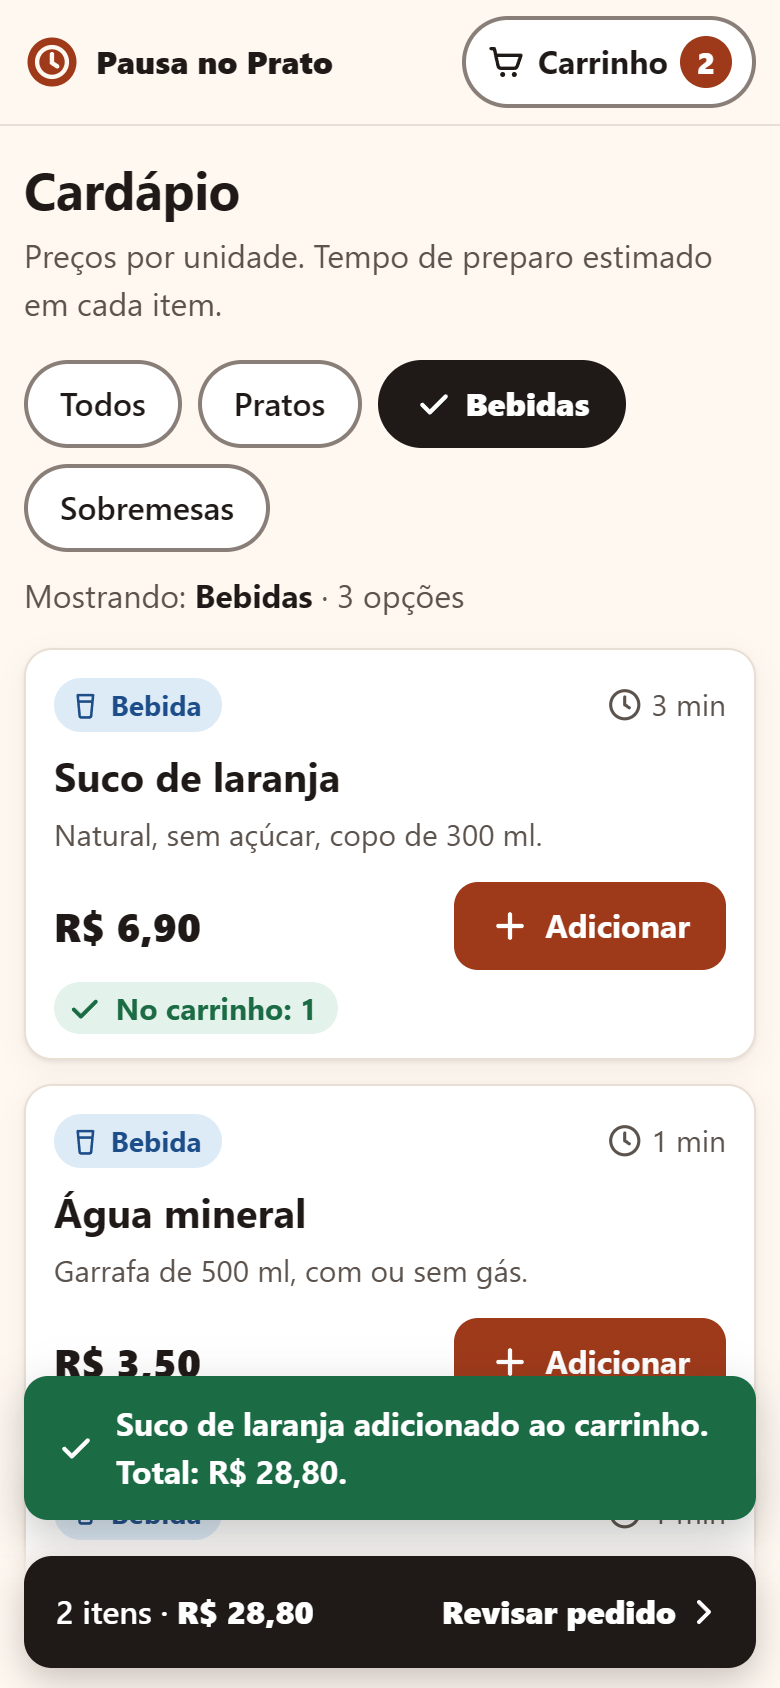 Pausa no Prato
Carrinho 2
Cardápio
Preços por unidade. Tempo de preparo estimado
em cada item.
Todos
Pratos
Bebidas
Sobremesas
Mostrando: Bebidas · 3 opções
Bebida
3 min
Suco de laranja
Natural, sem açúcar, copo de 300 ml.
R$ 6,90
Adicionar
No carrinho: 1
Bebida
1 min
Água mineral
Garrafa de 500 ml, com ou sem gás.
R$ 3,50
Adicionar
Suco de laranja adicionado ao carrinho.
Total: R$ 28,80.
2 itens · R$ 28,80
Revisar pedido